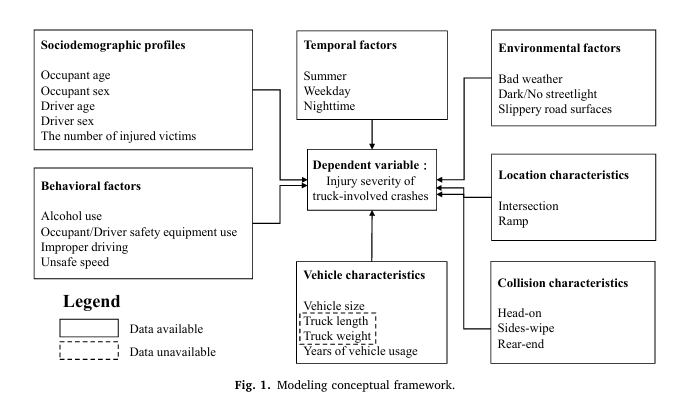 Sociodemographic profiles
Occupant age
Occupant sex
Driver age
Driver sex
The number of injured victims
Temporal factors
Summer
Weekday
Nighttime
Environmental factors
Bad weather
Dark/No streetlight
Slippery road surfaces
Dependent variable：
Injury severity of
truck-involved crashes
Behavioral factors
Alcohol use
Occupant/Driver safety equipment use
Improper driving
Unsafe speed
Location characteristics
Intersection
Ramp
Vehicle characteristics
Vehicle size
Truck length
Truck weight
Years of vehicle usage
Collision characteristics
Head-on
Sides-wipe
Rear-end
Legend
Data available
Data unavailable
Fig. 1. Modeling conceptual framework.